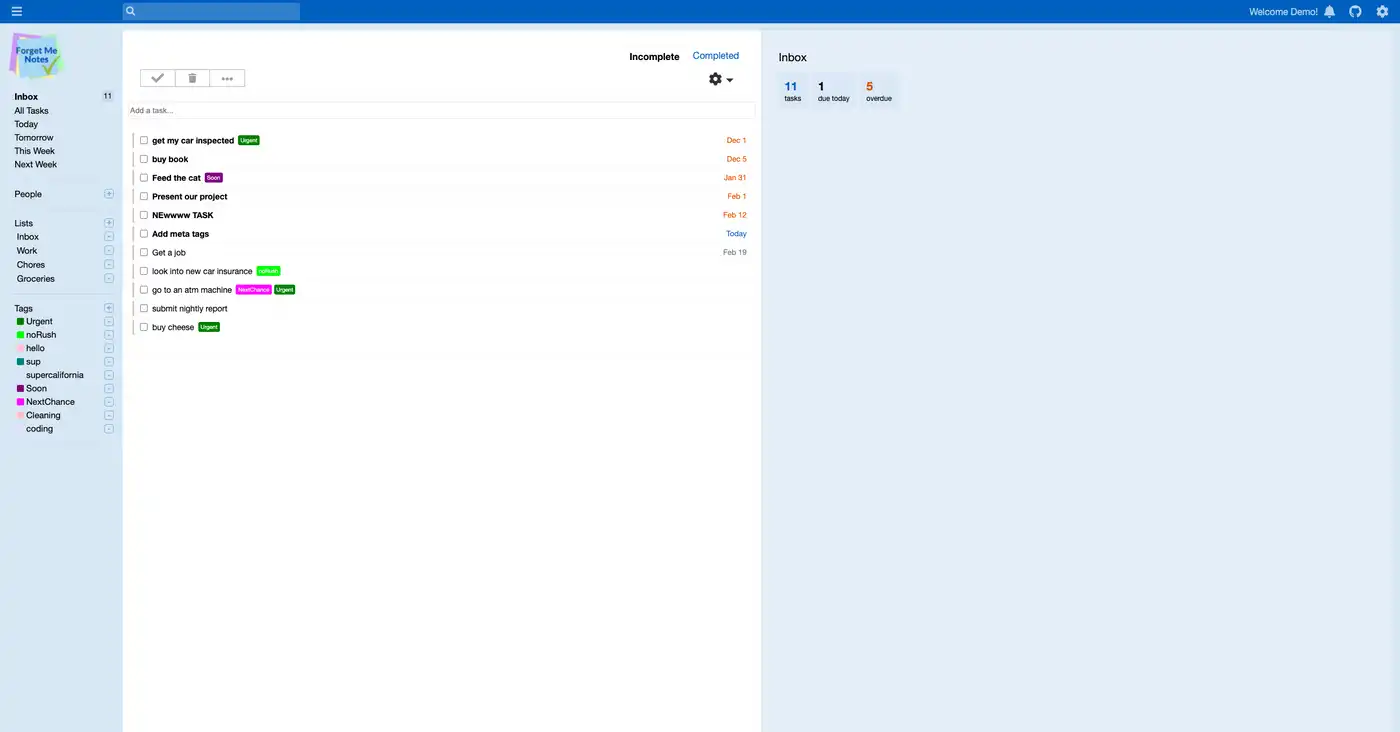 Welcome Demo!
Forget Me
Notes
Inbox 11
All Tasks
Today
Tomorrow
This Week
Next Week
People
Lists
Inbox
Work
Chores
Groceries
Tags
Urgent
noRush
hello
sup
supercalifornia
Soon
NextChance
Cleaning
coding
Incomplete Completed
Add a task...
get my car inspected Urgent Dec 1
buy book Dec 5
Feed the cat Soon Jan 31
Present our project Feb 1
NEwwww TASK Feb 12
Add meta tags Today
Get a job Feb 19
look into new car insurance noRush
go to an atm machine NextChance Urgent
submit nightly report
buy cheese Urgent
Inbox
11 1 5
tasks due today overdue